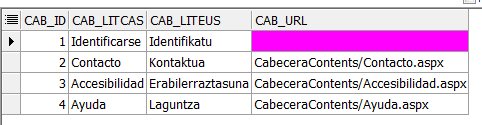 CAB_ID CAB_LITCAS CAB_LITEUS CAB_URL
1 Identificarse Identifikatu
2 Contacto Kontaktua CabeceraContents/Contacto.aspx
3 Accesibilidad Erabilerraztasuna CabeceraContents/Accesibilidad.aspx
4 Ayuda Laguntza CabeceraContents/Ayuda.aspx